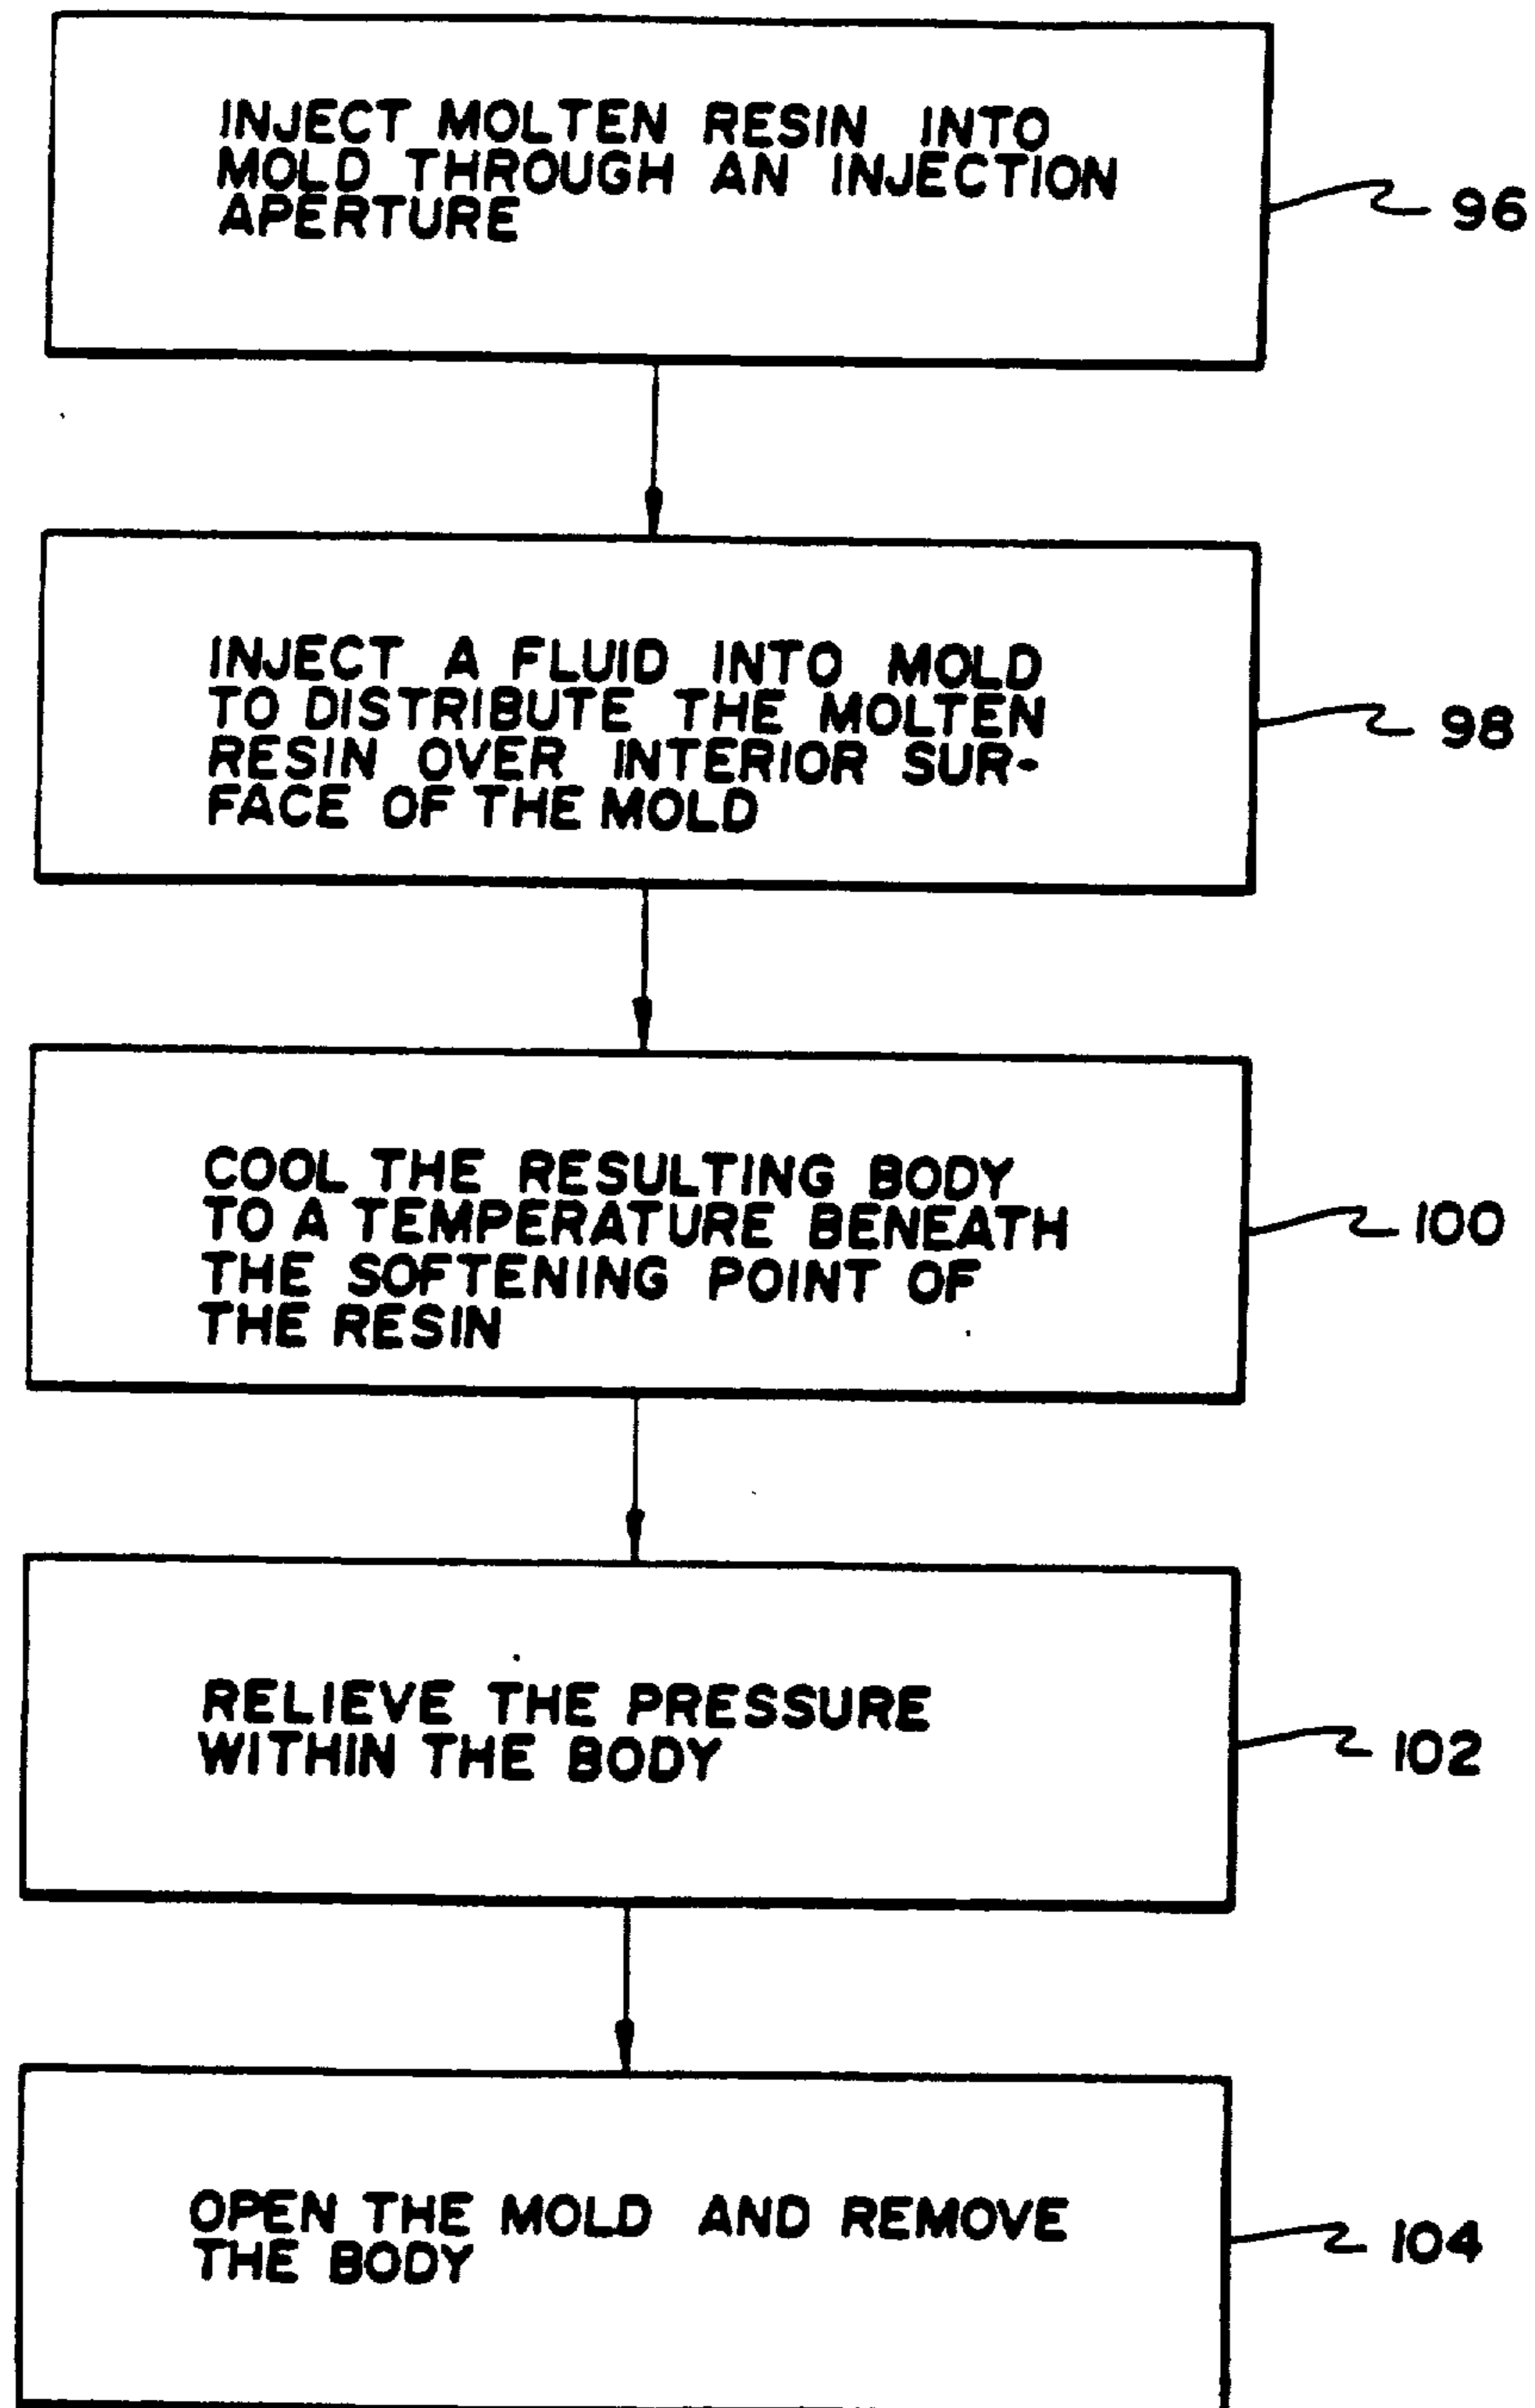 INJECT MOLTEN RESIN INTO
MOLD THROUGH AN INJECTION
APERTURE
96
INJECT A FLUID INTO MOLD
TO DISTRIBUTE THE MOLTEN
RESIN OVER INTERIOR SUR-
FACE OF THE MOLD
98
COOL THE RESULTING BODY
TO A TEMPERATURE BENEATH
THE SOFTENING POINT OF
THE RESIN
100
RELIEVE THE PRESSURE
WITHIN THE BODY
102
OPEN THE MOLD AND REMOVE
THE BODY
104